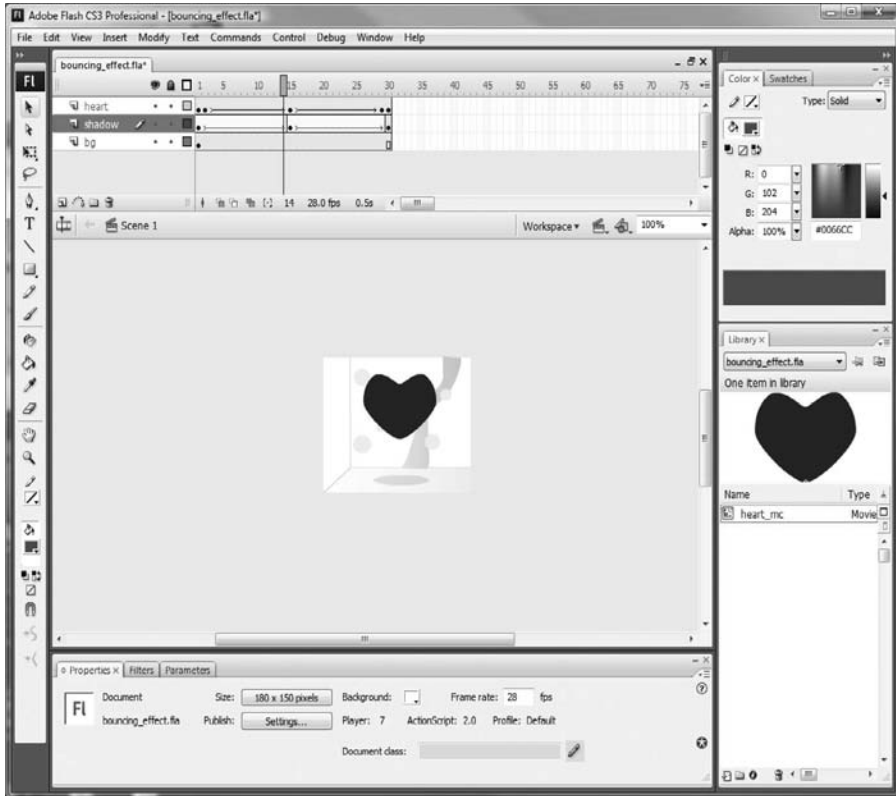 Adobe Flash CS3 Professional - [bouncing_effect.fla*]
File Edit View Insert Modify Text Commands Control Debug Window Help
bouncing_effect.fla*
1 5 10 15 20 25 30 35 40 45 50 55 60 65 70 75
heart
shadow
bg
14 28.0 fps 0.5s
Scene 1
Workspace
100%
Fl
T
Color × Swatches
Type: Solid
R: 0
G: 102
B: 204
Alpha: 100% #0066CC
Library ×
bouncing_effect.fla
One item in library
Name Type
heart_mc Movie
Properties × Filters Parameters
Fl
Document Size: 180 x 150 pixels Background: Frame rate: 28 fps
bouncing_effect.fla Publish: Settings... Player: 7 ActionScript: 2.0 Profile: Default
Document class: